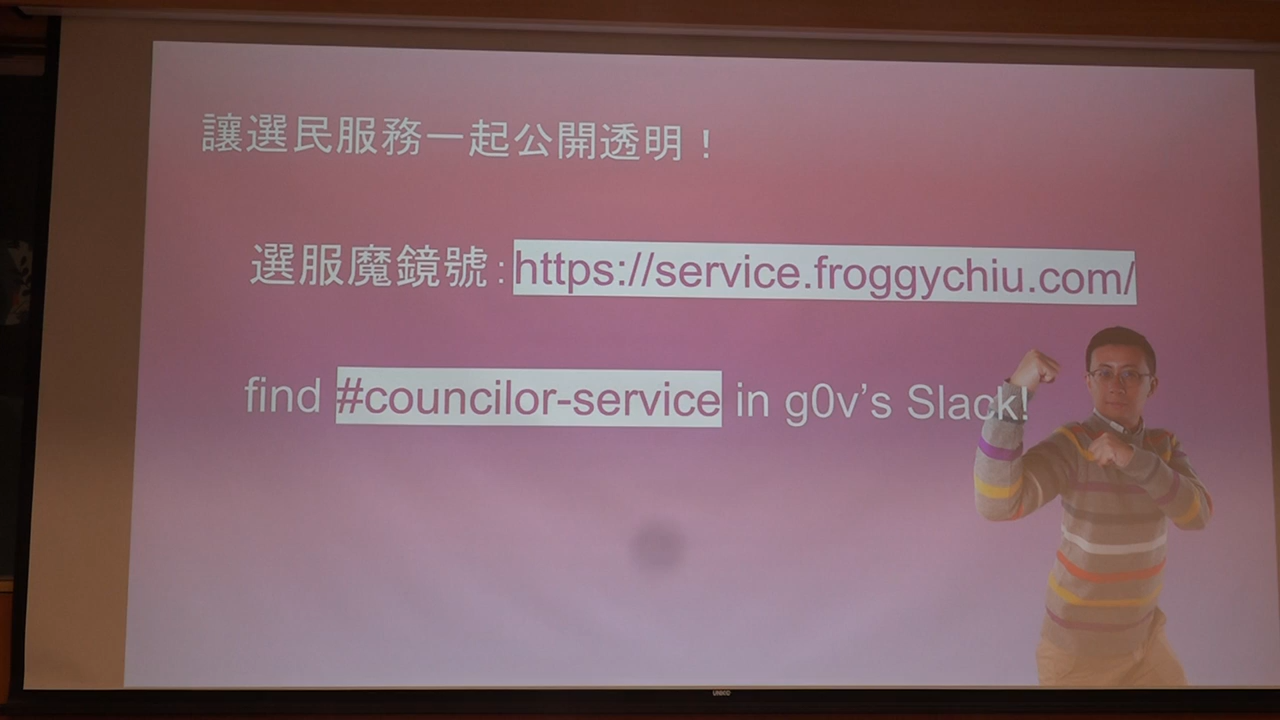 讓選民服務一起公開透明！
選服魔鏡號：https://service.froggychiu.com/
find #councilor-service in g0v’s Slack!